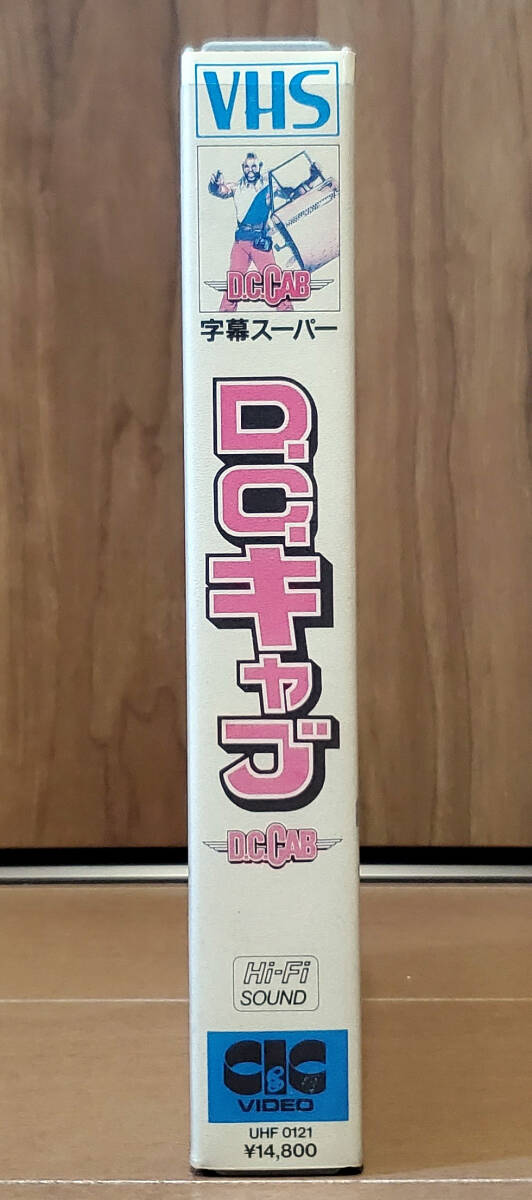 VHS
D.C.CAB
字幕スーパー
D.C.キャブ
D.C.CAB
Hi-Fi
SOUND
CIC
VIDEO
UHF 0121
¥14,800